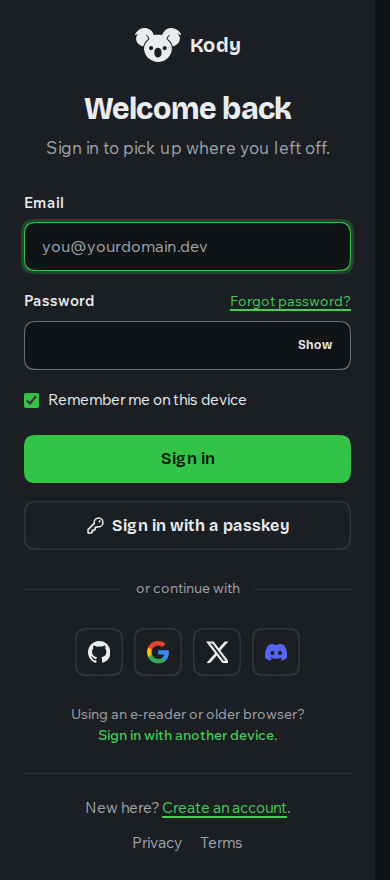 Kody
Welcome back
Sign in to pick up where you left off.
Email
you@yourdomain.dev
Password Forgot password?
Show
Remember me on this device
Sign in
Sign in with a passkey
or continue with
Using an e-reader or older browser?
Sign in with another device.
New here? Create an account.
Privacy Terms